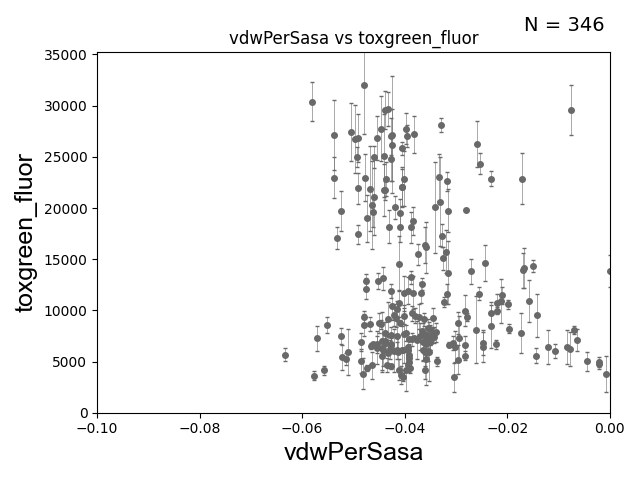 N = 346
vdwPerSasa vs toxgreen_fluor
35000
30000
25000
20000
15000
10000
5000
0
toxgreen_fluor
−0.10 −0.08 −0.06 −0.04 −0.02 0.00
vdwPerSasa